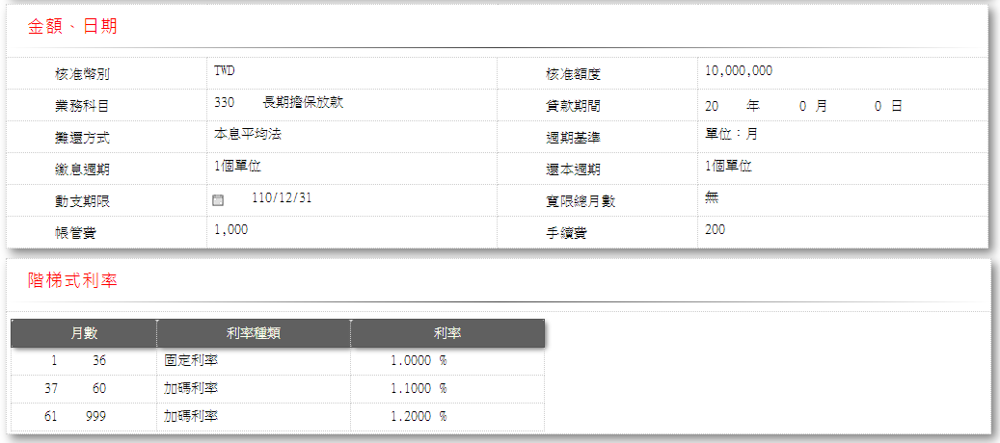 金額、日期
核准幣別 TWD 核准額度 10,000,000
業務科目 330 長期擔保放款 貸款期間 20 年 0 月 0 日
攤還方式 本息平均法 週期基準 單位：月
繳息週期 1個單位 還本週期 1個單位
動支期限 110/12/31 寬限總月數 無
帳管費 1,000 手續費 200
階梯式利率
月數 利率種類 利率
1 36 固定利率 1.0000 %
37 60 加碼利率 1.1000 %
61 999 加碼利率 1.2000 %